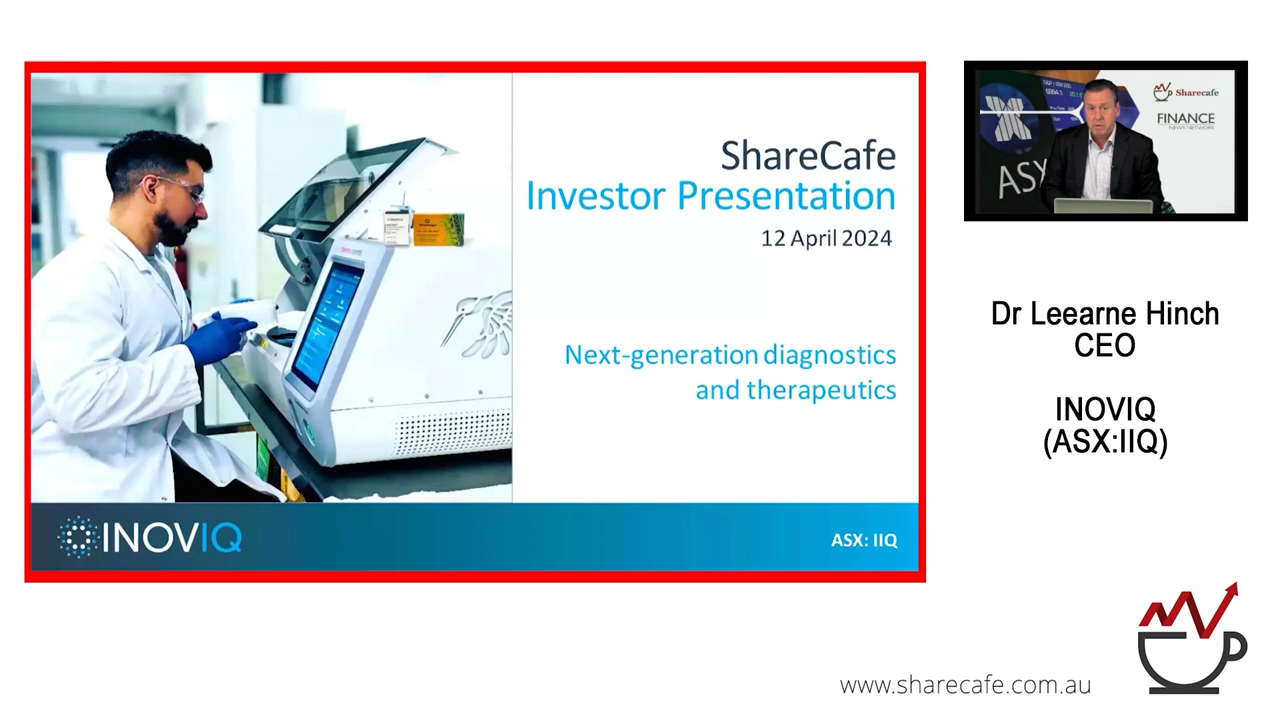 ShareCafe
Investor Presentation
12 April 2024
Next-generation diagnostics
and therapeutics
INOVIQ
ASX: IIQ
Sharecafe
FINANCE
NEWS NETWORK
ASX
Dr Leearne Hinch
CEO
INOVIQ
(ASX:IIQ)
www.sharecafe.com.au